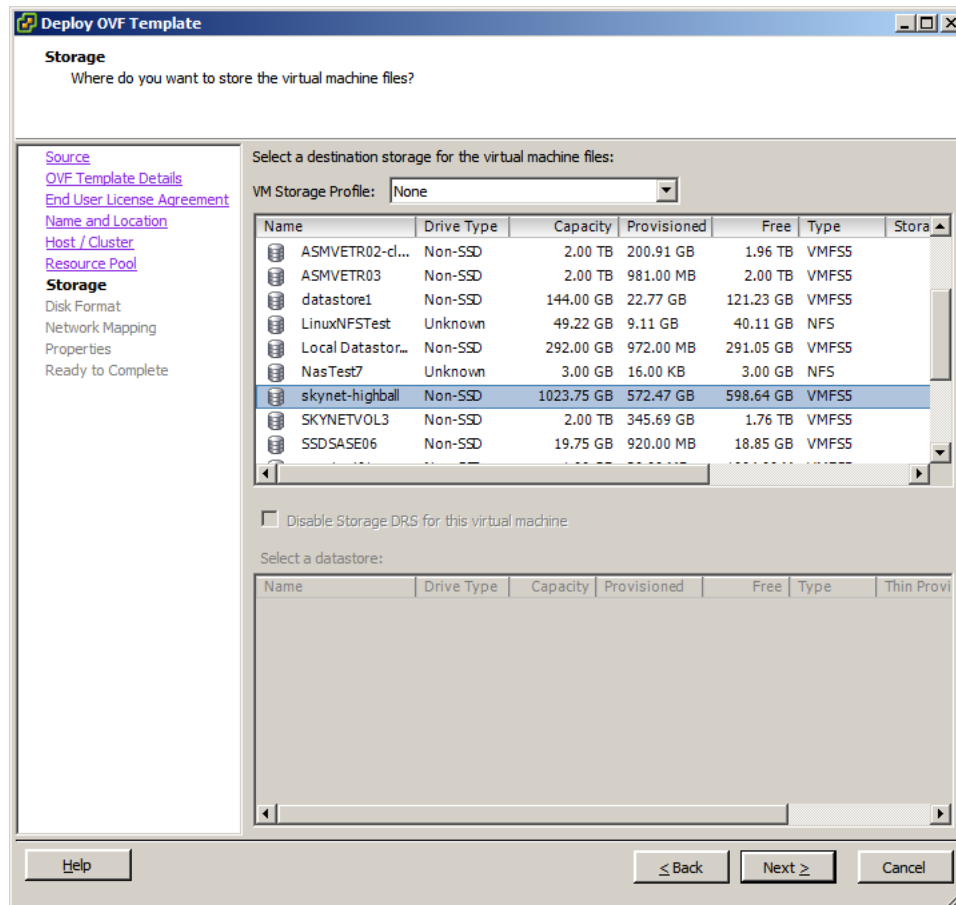 Deploy OVF Template
Storage
Where do you want to store the virtual machine files?
Source
OVF Template Details
End User License Agreement
Name and Location
Host / Cluster
Resource Pool
Storage
Disk Format
Network Mapping
Properties
Ready to Complete
Select a destination storage for the virtual machine files:
VM Storage Profile: None
Name Drive Type Capacity Provisioned Free Type Stora
ASMVETR02-cl... Non-SSD 2.00 TB 200.91 GB 1.96 TB VMFS5
ASMVETR03 Non-SSD 2.00 TB 981.00 MB 2.00 TB VMFS5
datastore1 Non-SSD 144.00 GB 22.77 GB 121.23 GB VMFS5
LinuxNFSTest Unknown 49.22 GB 9.11 GB 40.11 GB NFS
Local Datastor... Non-SSD 292.00 GB 972.00 MB 291.05 GB VMFS5
NasTest7 Unknown 3.00 GB 16.00 KB 3.00 GB NFS
skynet-highball Non-SSD 1023.75 GB 572.47 GB 598.64 GB VMFS5
SKYNETVOL3 Non-SSD 2.00 TB 345.69 GB 1.76 TB VMFS5
SSDSASE06 Non-SSD 19.75 GB 920.00 MB 18.85 GB VMFS5
Disable Storage DRS for this virtual machine
Select a datastore:
Name Drive Type Capacity Provisioned Free Type Thin Provi
Help
< Back
Next >
Cancel